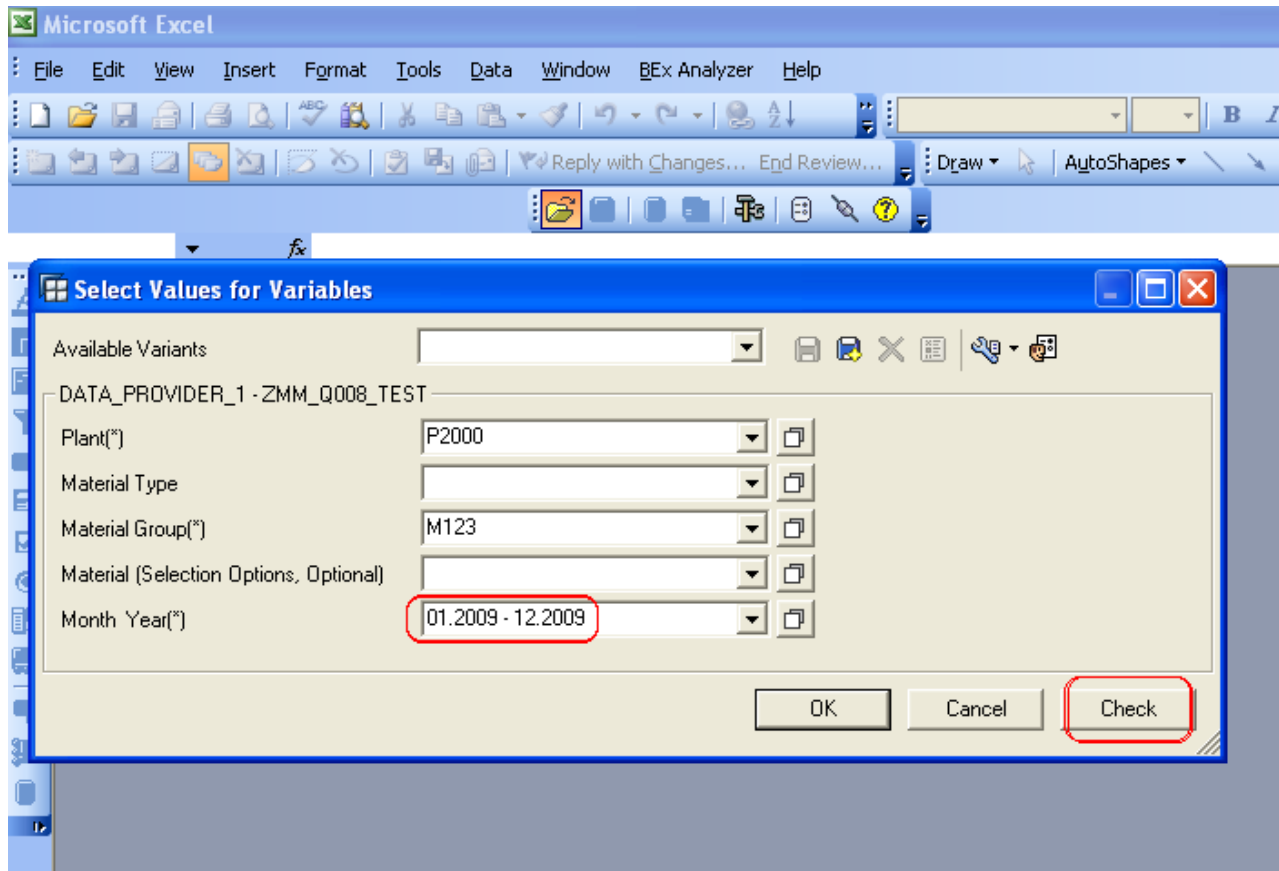 Microsoft Excel
File Edit View Insert Format Tools Data Window BEx Analyzer Help
ABC A Z B I
Reply with Changes... End Review... Draw AutoShapes
fx
Select Values for Variables
Available Variants
DATA_PROVIDER_1 - ZMM_Q008_TEST
Plant(*) P2000
Material Type
Material Group(*) M123
Material (Selection Options, Optional)
Month Year(*) 01.2009 - 12.2009
OK Cancel Check